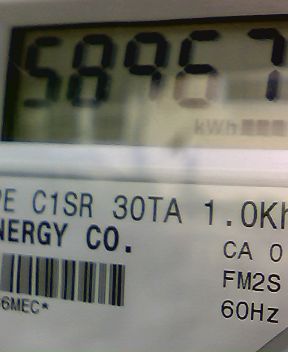 58967
kWh
PE C1SR 30TA 1.0Kh
NERGY CO.
CA 0
FM2S
6MEC*
60Hz